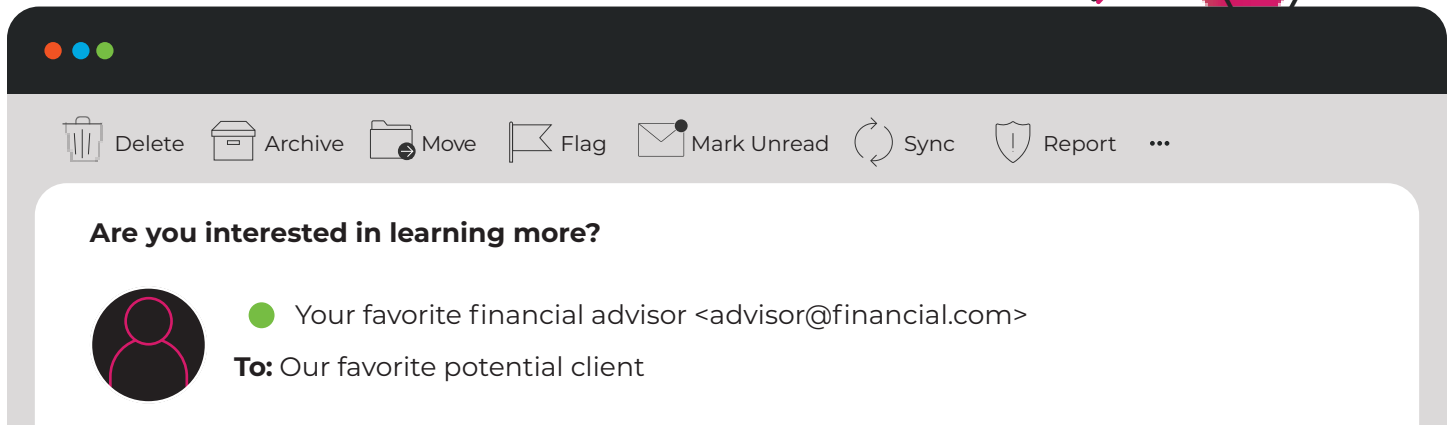 Delete Archive Move Flag Mark Unread Sync Report •••
Are you interested in learning more?
Your favorite financial advisor <advisor@financial.com>
To: Our favorite potential client